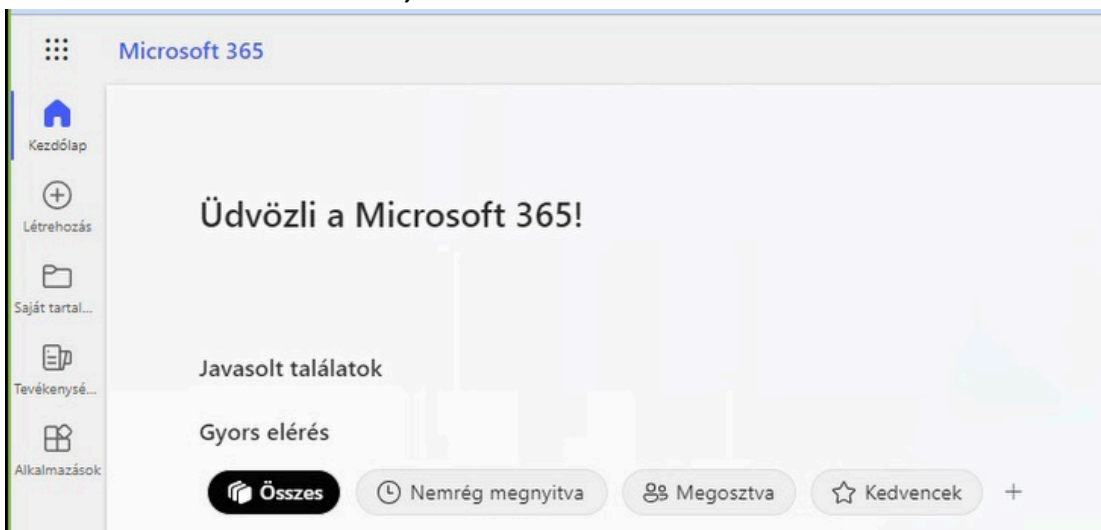 Microsoft 365
Kezdőlap
Létrehozás
Saját tartal...
Tevékenysé...
Alkalmazások
Üdvözli a Microsoft 365!
Javasolt találatok
Gyors elérés
Összes
Nemrég megnyitva
Megosztva
Kedvencek